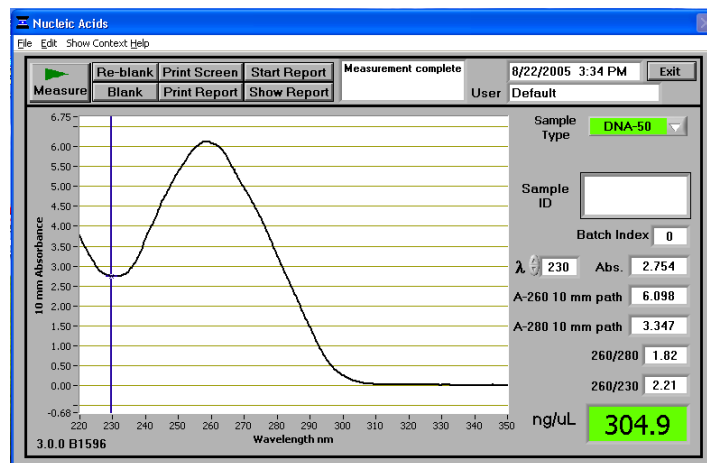 Nucleic Acids
File Edit Show Context Help
Measure
Re-blank Print Screen Start Report
Blank Print Report Show Report
Measurement complete
8/22/2005 3:34 PM Exit
User Default
6.75
6.00
5.50
5.00
4.50
4.00
3.50
3.00
2.50
2.00
1.50
1.00
0.50
0.00
-0.68
10 mm Absorbance
220 230 240 250 260 270 280 290 300 310 320 330 340 350
Wavelength nm
3.0.0 B1596
Sample Type DNA-50
Sample ID
Batch Index 0
λ 230 Abs. 2.754
A-260 10 mm path 6.098
A-280 10 mm path 3.347
260/280 1.82
260/230 2.21
ng/uL 304.9